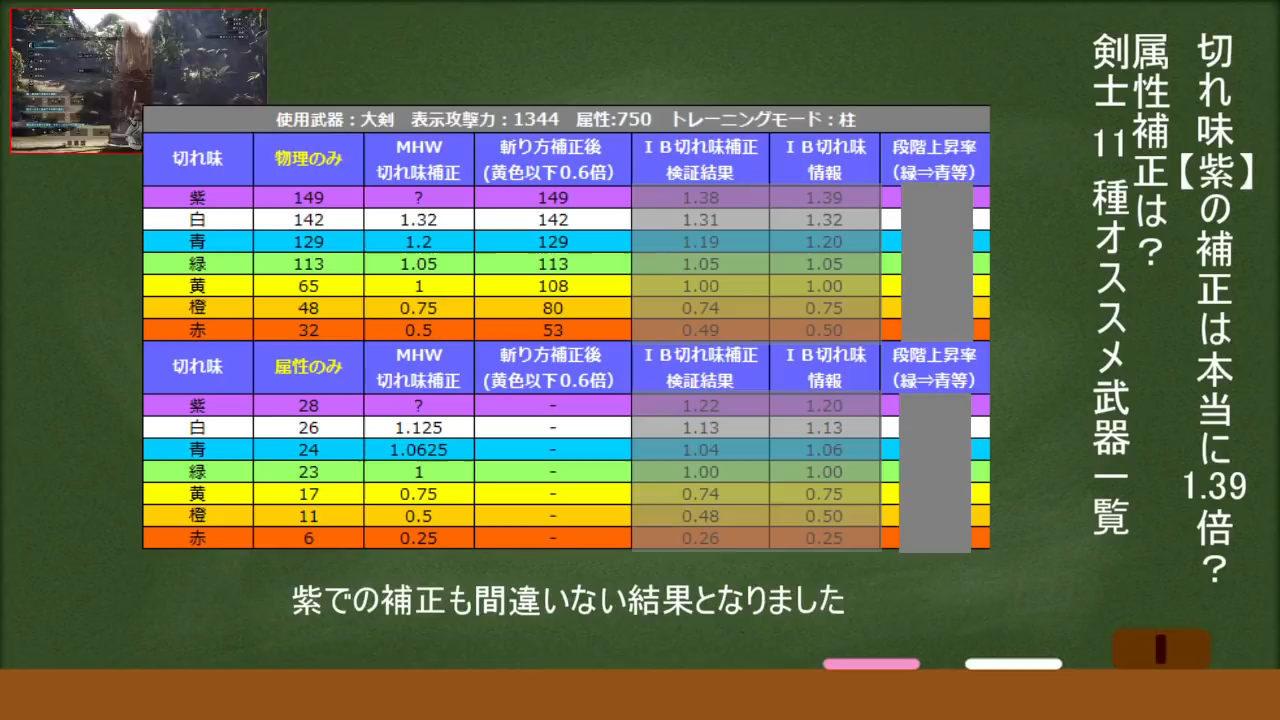 切れ味【紫】の補正は本当に1.39倍？
属性補正は？
剣士11種オススメ武器一覧
使用武器：大剣 表示攻撃力：1344 属性:750 トレーニングモード：柱
切れ味 物理のみ MHW 切れ味補正 斬り方補正後 (黄色以下0.6倍) ＩＢ切れ味補正 検証結果 ＩＢ切れ味 情報 段階上昇率 (緑⇒青等)
紫 149 ? 149 1.38 1.39
白 142 1.32 142 1.31 1.32
青 129 1.2 129 1.19 1.20
緑 113 1.05 113 1.05 1.05
黄 65 1 108 1.00 1.00
橙 48 0.75 80 0.74 0.75
赤 32 0.5 53 0.49 0.50
切れ味 属性のみ MHW 切れ味補正 斬り方補正後 (黄色以下0.6倍) ＩＢ切れ味補正 検証結果 ＩＢ切れ味 情報 段階上昇率 (緑⇒青等)
紫 28 ? - 1.22 1.20
白 26 1.125 - 1.13 1.13
青 24 1.0625 - 1.04 1.06
緑 23 1 - 1.00 1.00
黄 17 0.75 - 0.74 0.75
橙 11 0.5 - 0.48 0.50
赤 6 0.25 - 0.26 0.25
紫での補正も間違いない結果となりました